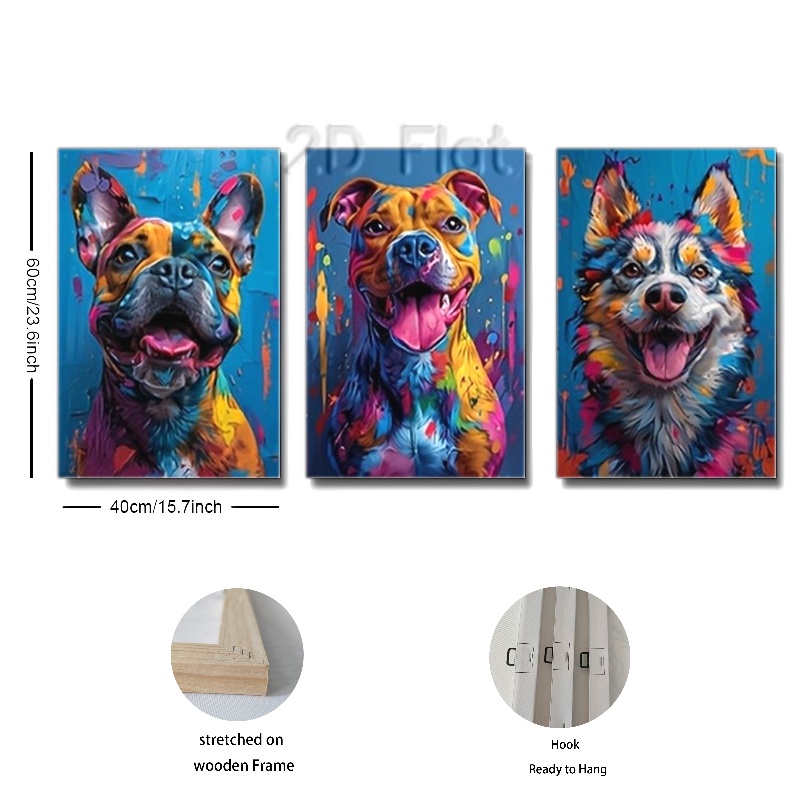 2D Flat
60cm/23.6inch
40cm/15.7inch
stretched on
wooden Frame
Hook
Ready to Hang